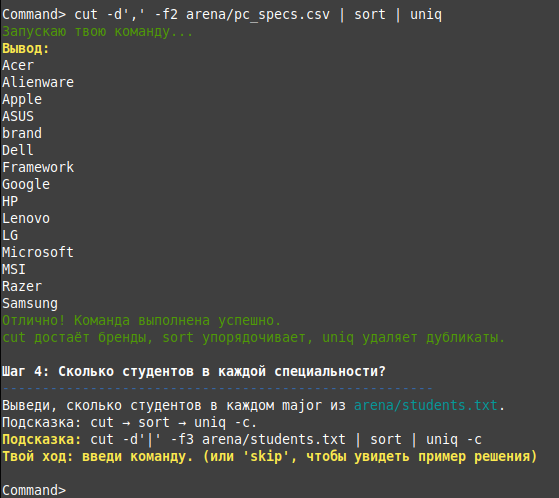 Command> cut -d',' -f2 arena/pc_specs.csv | sort | uniq
Запускаю твою команду...
Вывод:
Acer
Alienware
Apple
ASUS
brand
Dell
Framework
Google
HP
Lenovo
LG
Microsoft
MSI
Razer
Samsung
Отлично! Команда выполнена успешно.
cut достаёт бренды, sort упорядочивает, uniq удаляет дубликаты.
Шаг 4: Сколько студентов в каждой специальности?
------------------------------------------------------
Выведи, сколько студентов в каждом major из arena/students.txt.
Подсказка: cut → sort → uniq -c.
Подсказка: cut -d'|' -f3 arena/students.txt | sort | uniq -c
Твой ход: введи команду. (или 'skip', чтобы увидеть пример решения)
Command>